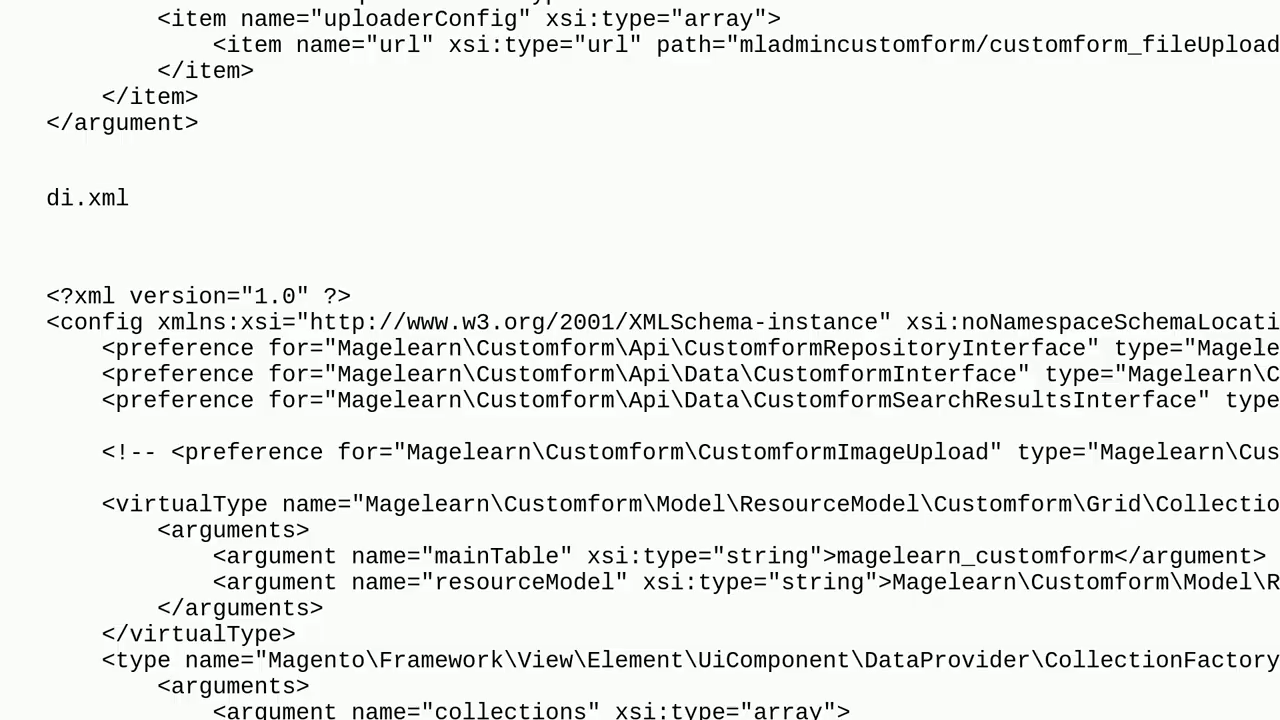 <item name="uploaderConfig" xsi:type="array">
<item name="url" xsi:type="url" path="mladmincustomform/customform_fileUpload
</item>
</item>
</argument>
di.xml
<?xml version="1.0" ?>
<config xmlns:xsi="http://www.w3.org/2001/XMLSchema-instance" xsi:noNamespaceSchemaLocati
<preference for="Magelearn\Customform\Api\CustomformRepositoryInterface" type="Magele
<preference for="Magelearn\Customform\Api\Data\CustomformInterface" type="Magelearn\C
<preference for="Magelearn\Customform\Api\Data\CustomformSearchResultsInterface" type
<!-- <preference for="Magelearn\Customform\CustomformImageUpload" type="Magelearn\Cus
<virtualType name="Magelearn\Customform\Model\ResourceModel\Customform\Grid\Collectio
<arguments>
<argument name="mainTable" xsi:type="string">magelearn_customform</argument>
<argument name="resourceModel" xsi:type="string">Magelearn\Customform\Model\R
</arguments>
</virtualType>
<type name="Magento\Framework\View\Element\UiComponent\DataProvider\CollectionFactory
<arguments>
<argument name="collections" xsi:type="array">